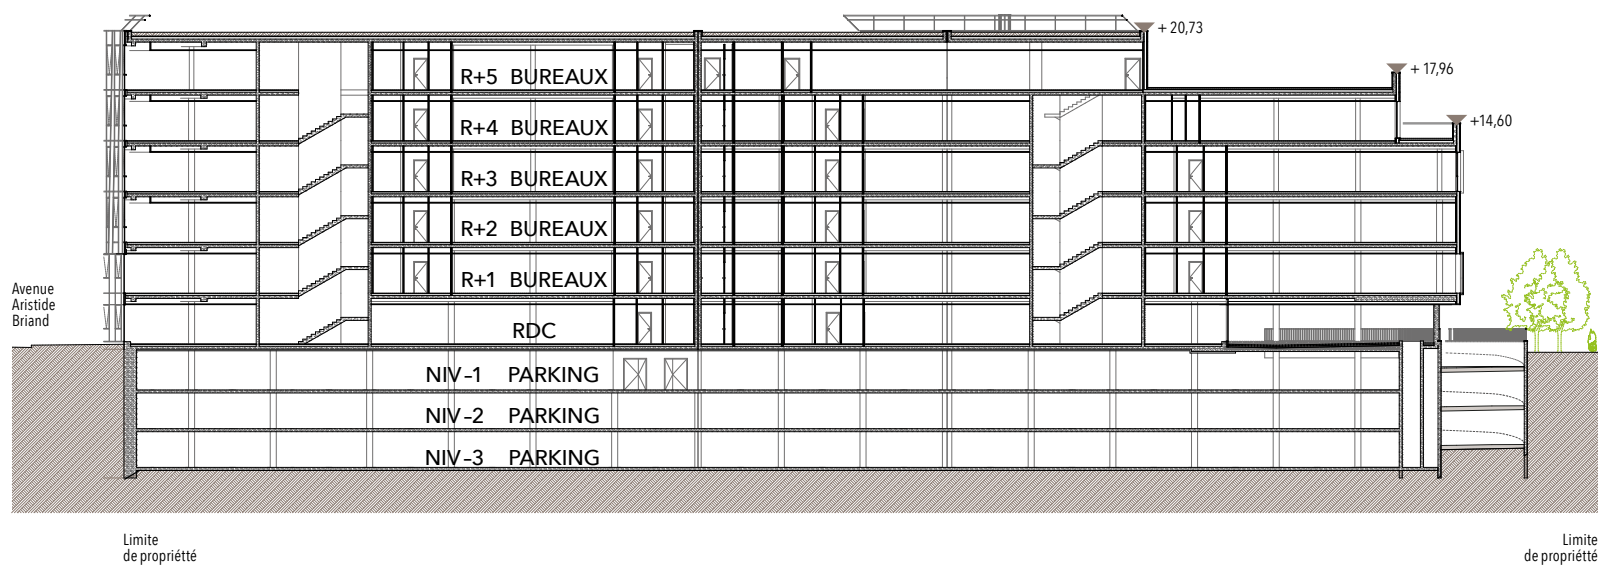 + 20,73
+ 17,96
+14,60
R+5 BUREAUX
R+4 BUREAUX
R+3 BUREAUX
R+2 BUREAUX
R+1 BUREAUX
RDC
NIV-1 PARKING
NIV-2 PARKING
NIV-3 PARKING
Avenue
Aristide
Briand
Limite
de propriétté
Limite
de propriétté